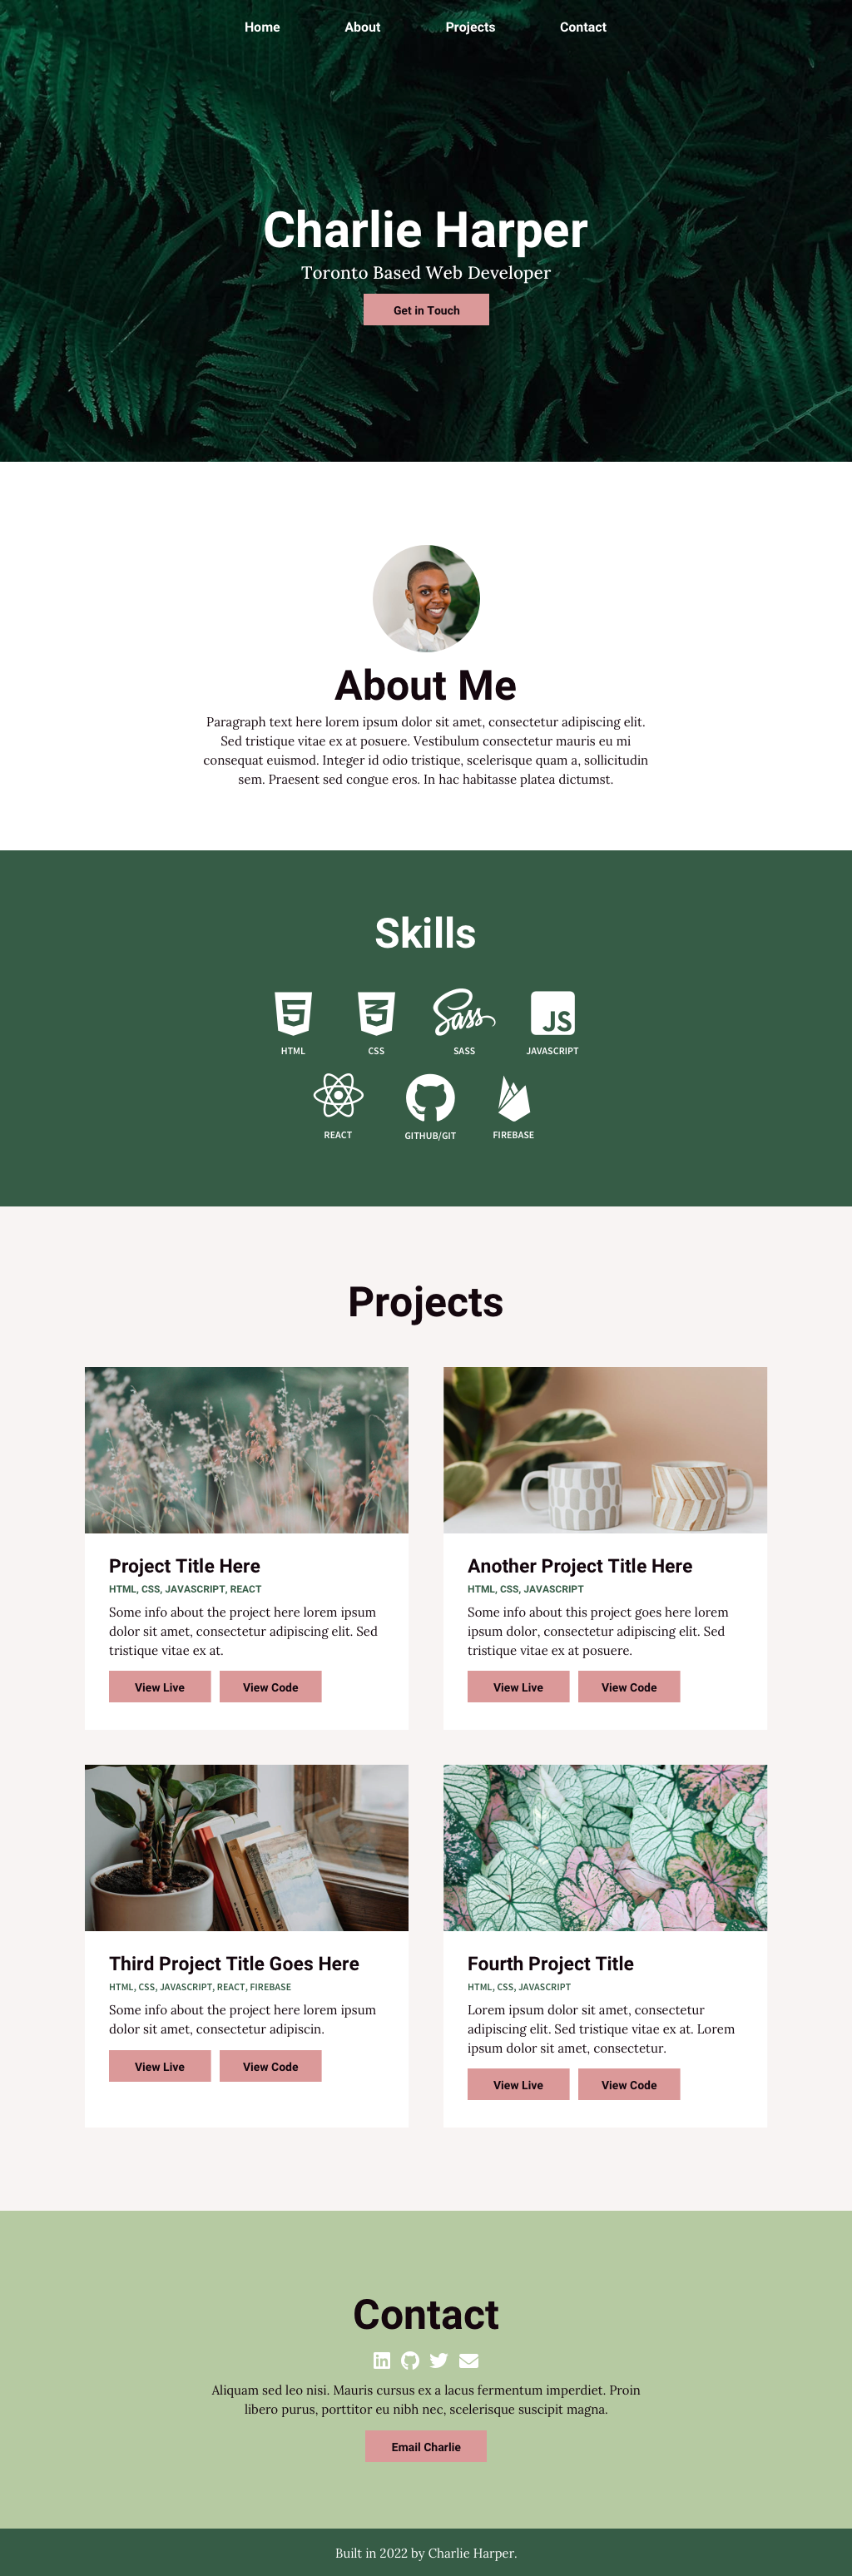 Home About Projects Contact
Charlie Harper
Toronto Based Web Developer
Get in Touch
About Me
Paragraph text here lorem ipsum dolor sit amet, consectetur adipiscing elit.
Sed tristique vitae ex at posuere. Vestibulum consectetur mauris eu mi
consequat euismod. Integer id odio tristique, scelerisque quam a, sollicitudin
sem. Praesent sed congue eros. In hac habitasse platea dictumst.
Skills
5 3 Sass JS
HTML CSS SASS JAVASCRIPT
REACT GITHUB/GIT FIREBASE
Projects
Project Title Here
HTML, CSS, JAVASCRIPT, REACT
Some info about the project here lorem ipsum
dolor sit amet, consectetur adipiscing elit. Sed
tristique vitae ex at.
View Live View Code
Another Project Title Here
HTML, CSS, JAVASCRIPT
Some info about this project goes here lorem
ipsum dolor, consectetur adipiscing elit. Sed
tristique vitae ex at posuere.
View Live View Code
Third Project Title Goes Here
HTML, CSS, JAVASCRIPT, REACT, FIREBASE
Some info about the project here lorem ipsum
dolor sit amet, consectetur adipiscin.
View Live View Code
Fourth Project Title
HTML, CSS, JAVASCRIPT
Lorem ipsum dolor sit amet, consectetur
adipiscing elit. Sed tristique vitae ex at. Lorem
ipsum dolor sit amet, consectetur.
View Live View Code
Contact
in
Aliquam sed leo nisi. Mauris cursus ex a lacus fermentum imperdiet. Proin
libero purus, porttitor eu nibh nec, scelerisque suscipit magna.
Email Charlie
Built in 2022 by Charlie Harper.